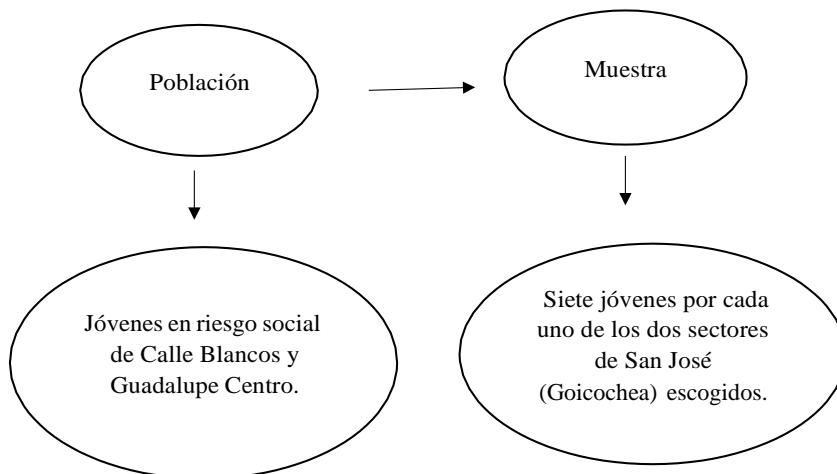 Población
Muestra
Jóvenes en riesgo social
de Calle Blancos y
Guadalupe Centro.
Siete jóvenes por cada
uno de los dos sectores
de San José
(Goicochea) escogidos.